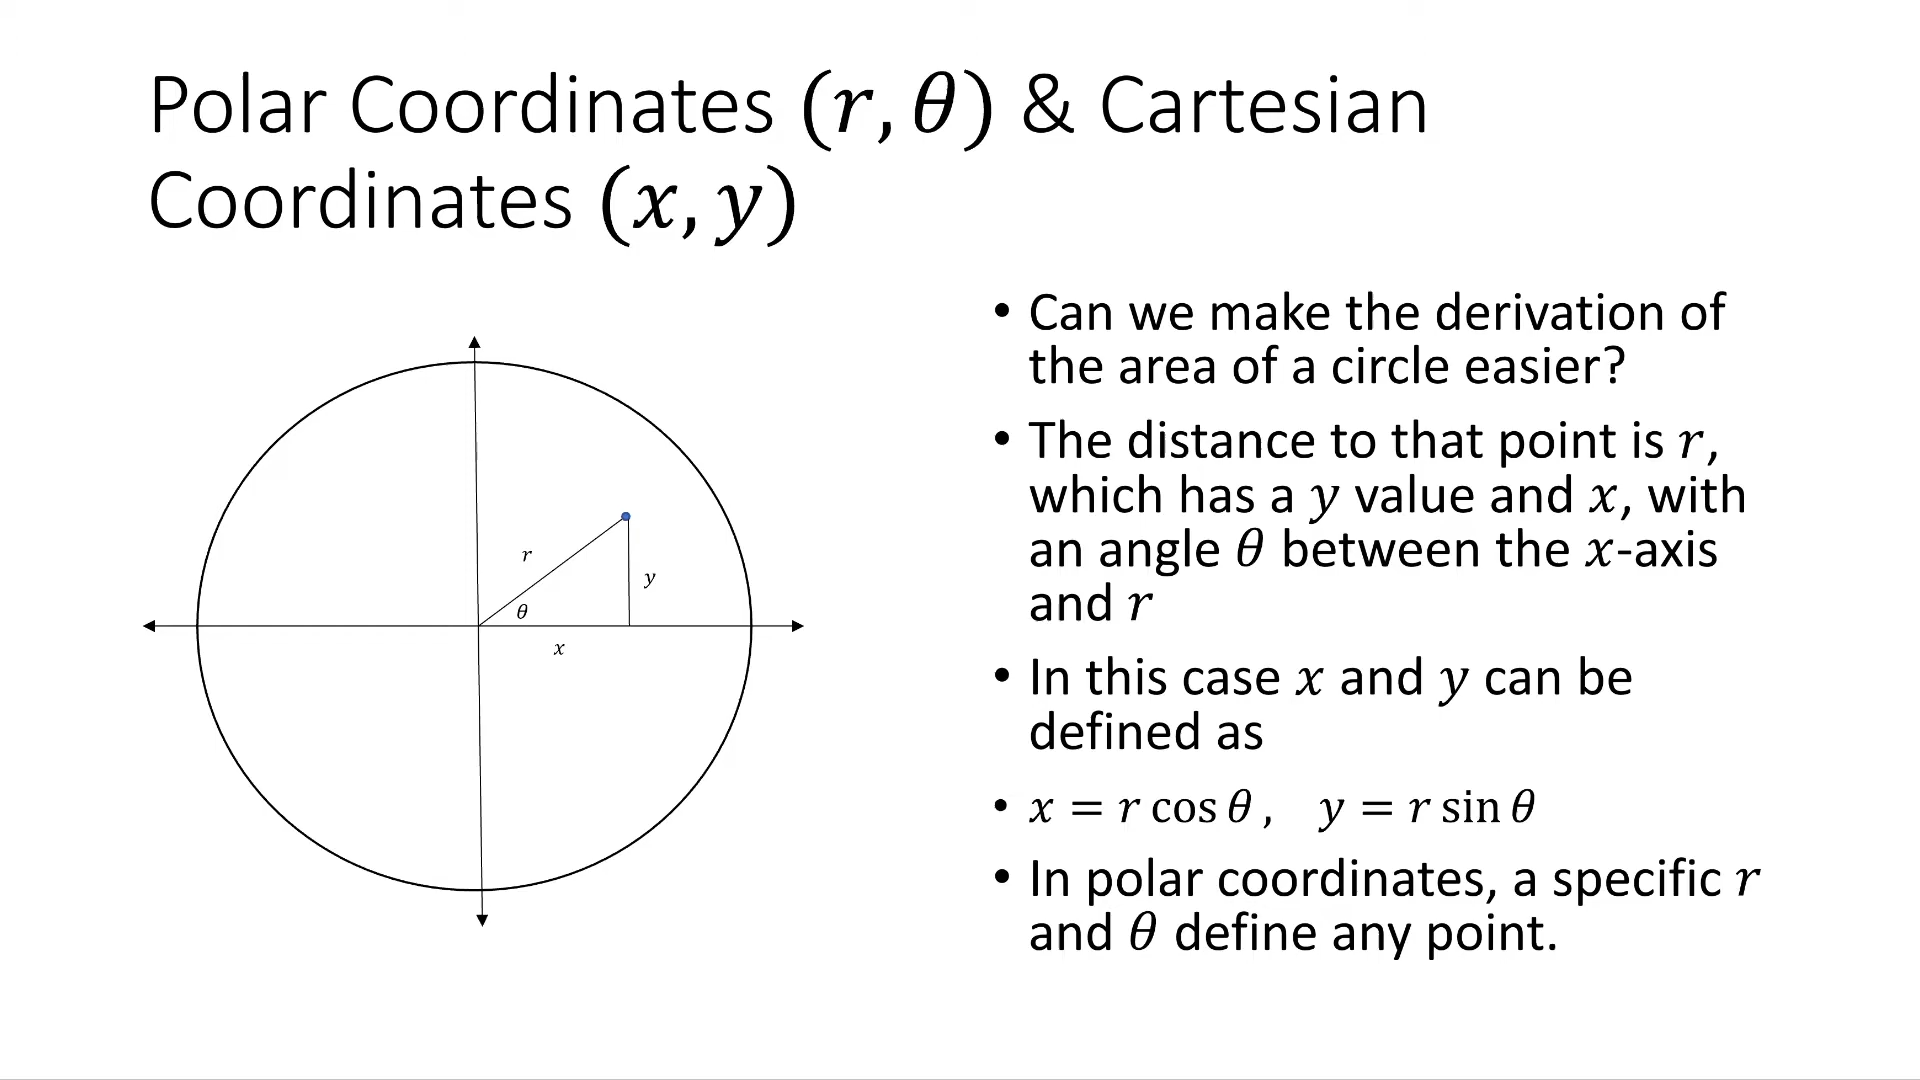 Polar Coordinates (𝑟, 𝜃) & Cartesian
Coordinates (𝑥, 𝑦)
• Can we make the derivation of
the area of a circle easier?
• The distance to that point is 𝑟,
which has a 𝑦 value and 𝑥, with
an angle 𝜃 between the 𝑥-axis
and 𝑟
• In this case 𝑥 and 𝑦 can be
defined as
• 𝑥 = 𝑟 cos 𝜃 , 𝑦 = 𝑟 sin 𝜃
• In polar coordinates, a specific 𝑟
and 𝜃 define any point.
𝑟
𝑦
𝜃
𝑥